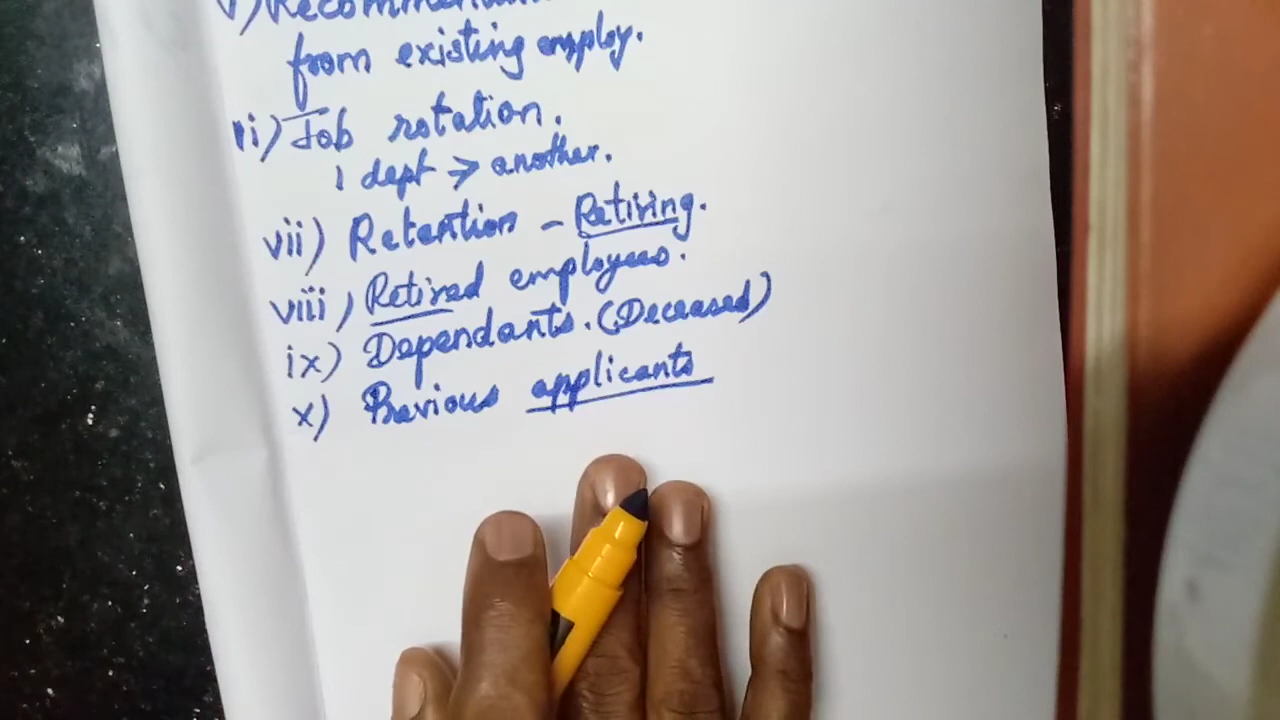 from existing employ.
vi) Job rotation.
1 dept > another.
vii) Retention - Retiring.
viii) Retired employees.
ix) Dependants. (Deceased)
x) Previous applicants